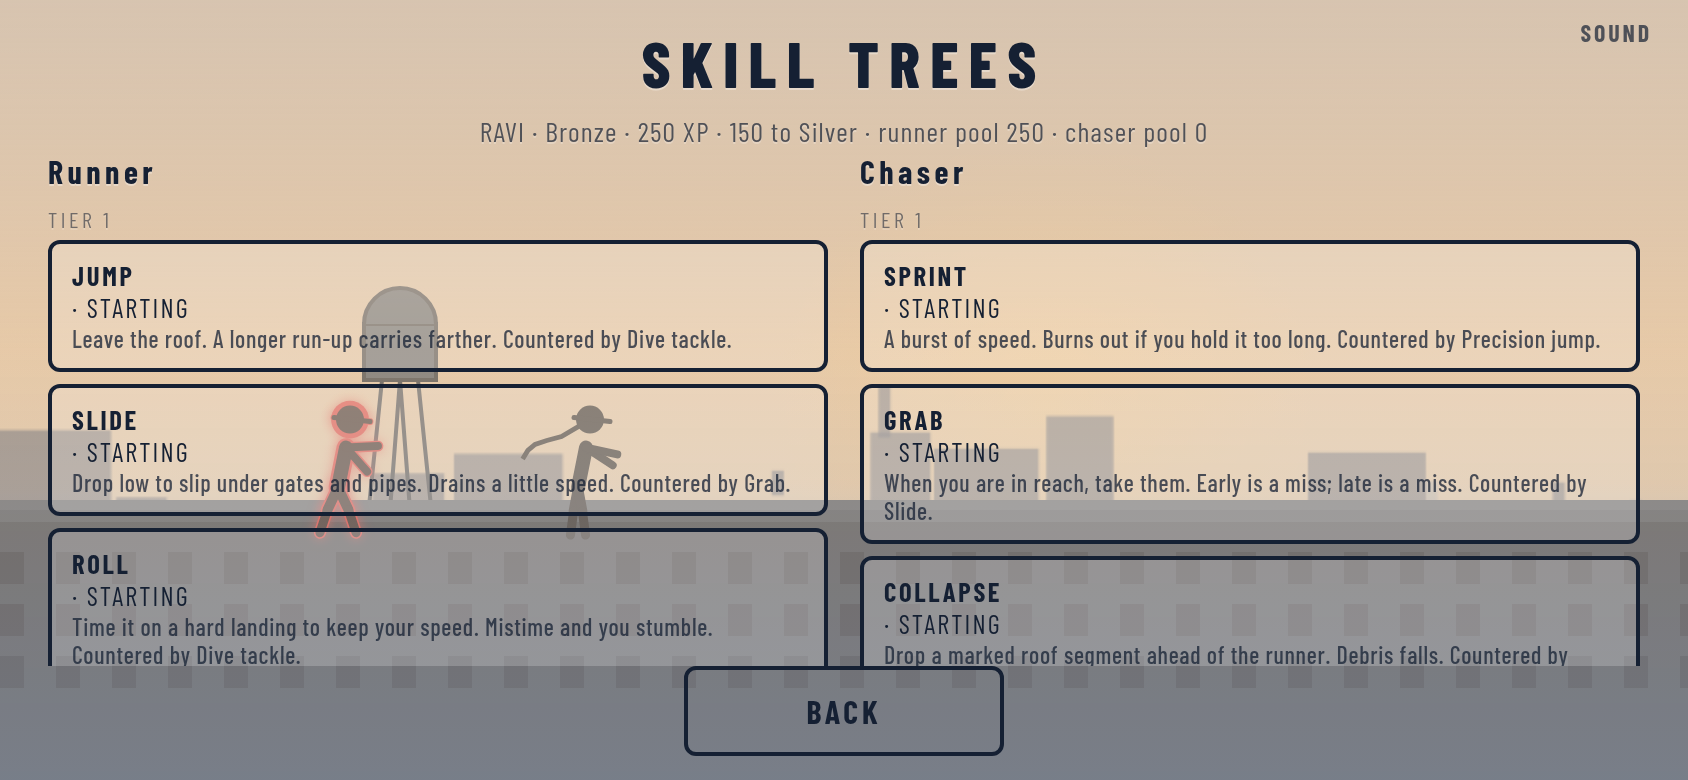 SOUND
SKILL TREES
RAVI · Bronze · 250 XP · 150 to Silver · runner pool 250 · chaser pool 0
Runner
TIER 1
JUMP
· STARTING
Leave the roof. A longer run-up carries farther. Countered by Dive tackle.
SLIDE
· STARTING
Drop low to slip under gates and pipes. Drains a little speed. Countered by Grab.
ROLL
· STARTING
Time it on a hard landing to keep your speed. Mistime and you stumble.
Countered by Dive tackle.
Chaser
TIER 1
SPRINT
· STARTING
A burst of speed. Burns out if you hold it too long. Countered by Precision jump.
GRAB
· STARTING
When you are in reach, take them. Early is a miss; late is a miss. Countered by
Slide.
COLLAPSE
· STARTING
Drop a marked roof segment ahead of the runner. Debris falls. Countered by
BACK